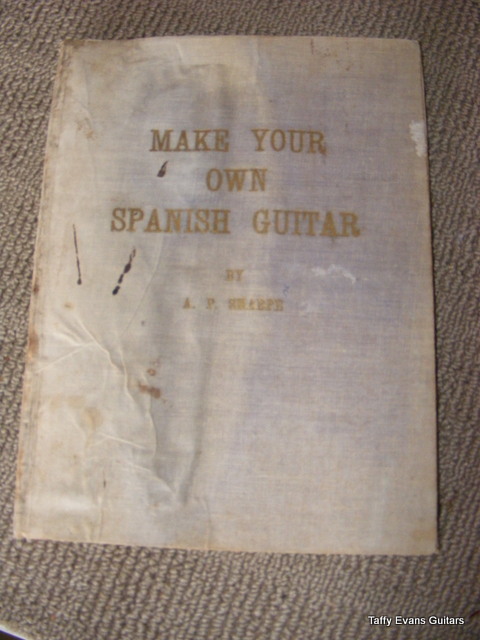 MAKE YOUR
OWN
SPANISH GUITAR
BY
A. P. SHARPE
Taffy Evans Guitars